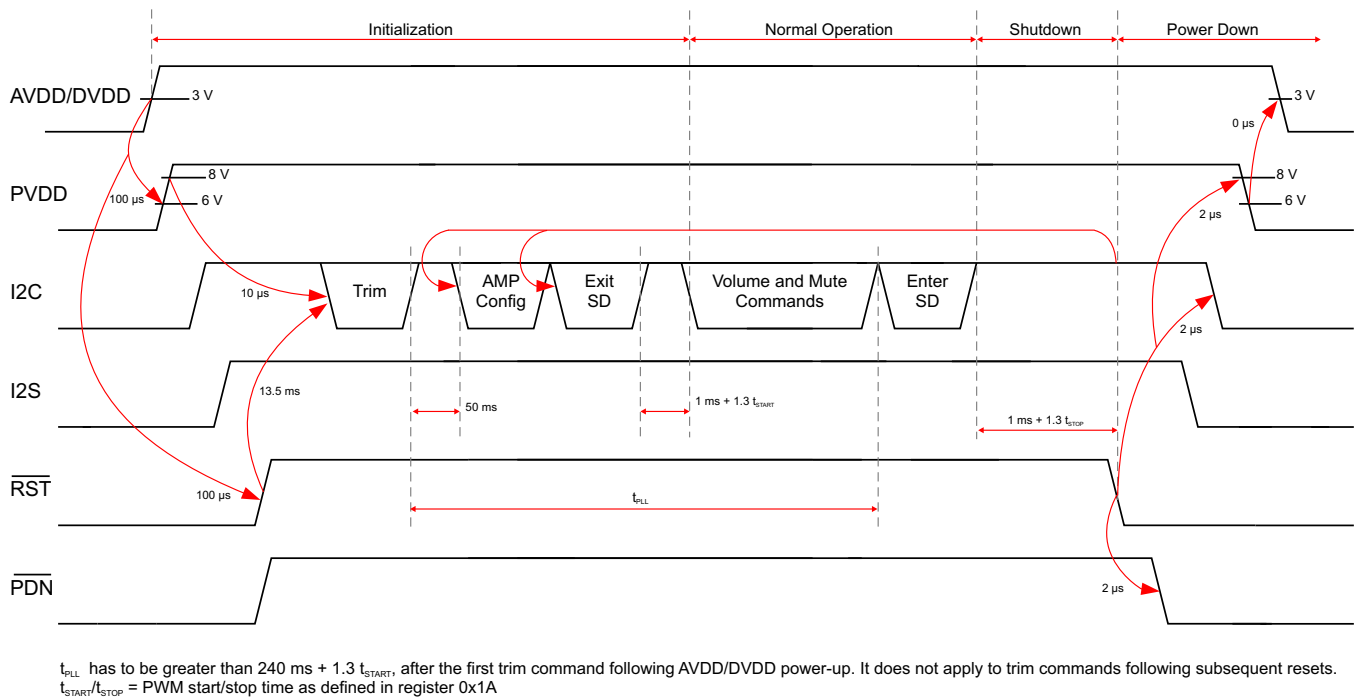 Initialization
Normal Operation
Shutdown
Power Down
AVDD/DVDD
3 V
3 V
0 µs
PVDD
8 V
6 V
100 µs
8 V
6 V
2 µs
I2C
10 µs
Trim
AMP
Config
Exit
SD
Volume and Mute
Commands
Enter
SD
2 µs
I2S
13.5 ms
50 ms
1 ms + 1.3 tSTART
1 ms + 1.3 tSTOP
RST
100 µs
tPLL
PDN
2 µs
tPLL has to be greater than 240 ms + 1.3 tSTART, after the first trim command following AVDD/DVDD power-up. It does not apply to trim commands following subsequent resets.
tSTART/tSTOP = PWM start/stop time as defined in register 0x1A